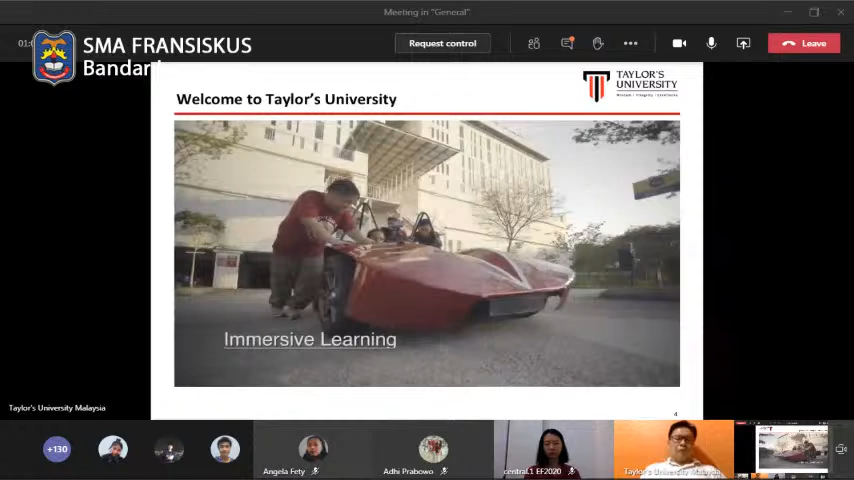 Meeting in "General"
SMA FRANSISKUS
Request control
Leave
TAYLOR'S
UNIVERSITY
Welcome to Taylor's University
Immersive Learning
Taylor's University Malaysia
4
+130
Angela Fety
Adhi Prabowo
central.1 EF2020
Taylor's University Malaysia